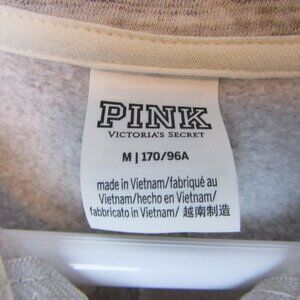 PINK
VICTORIA'S SECRET
M | 170/96A
made in Vietnam/fabriqué au
Vietnam/hecho en Vietnam/
fabbricato in Vietnam/ 越南制造